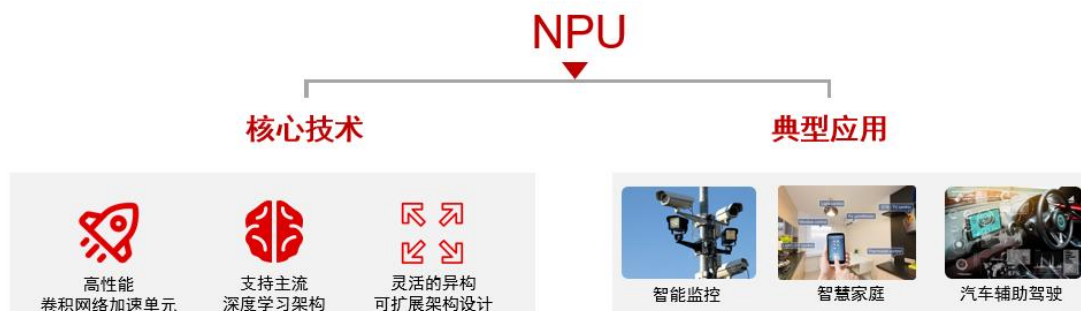 NPU
核心技术
典型应用
高性能
卷积网络加速单元
支持主流
深度学习架构
灵活的异构
可扩展架构设计
智能监控
智慧家庭
汽车辅助驾驶